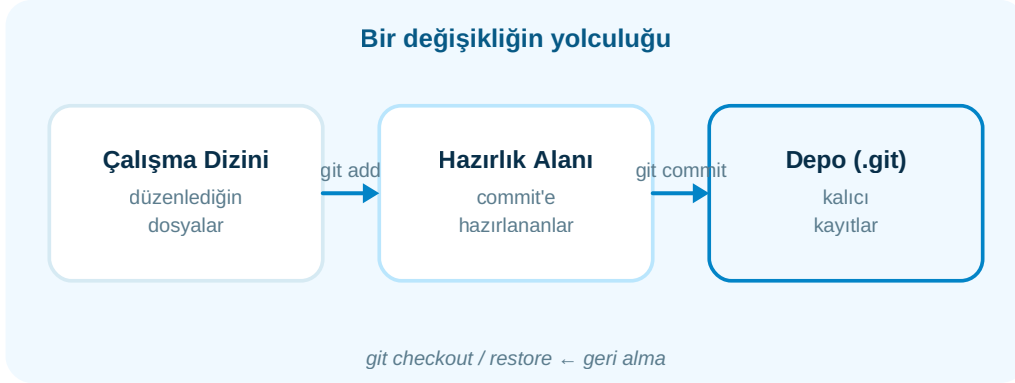 Bir değişikliğin yolculuğu
Çalışma Dizini
düzenlediğin
dosyalar
git add
Hazırlık Alanı
commit'e
hazırlananlar
git commit
Depo (.git)
kalıcı
kayıtlar
git checkout / restore ← geri alma